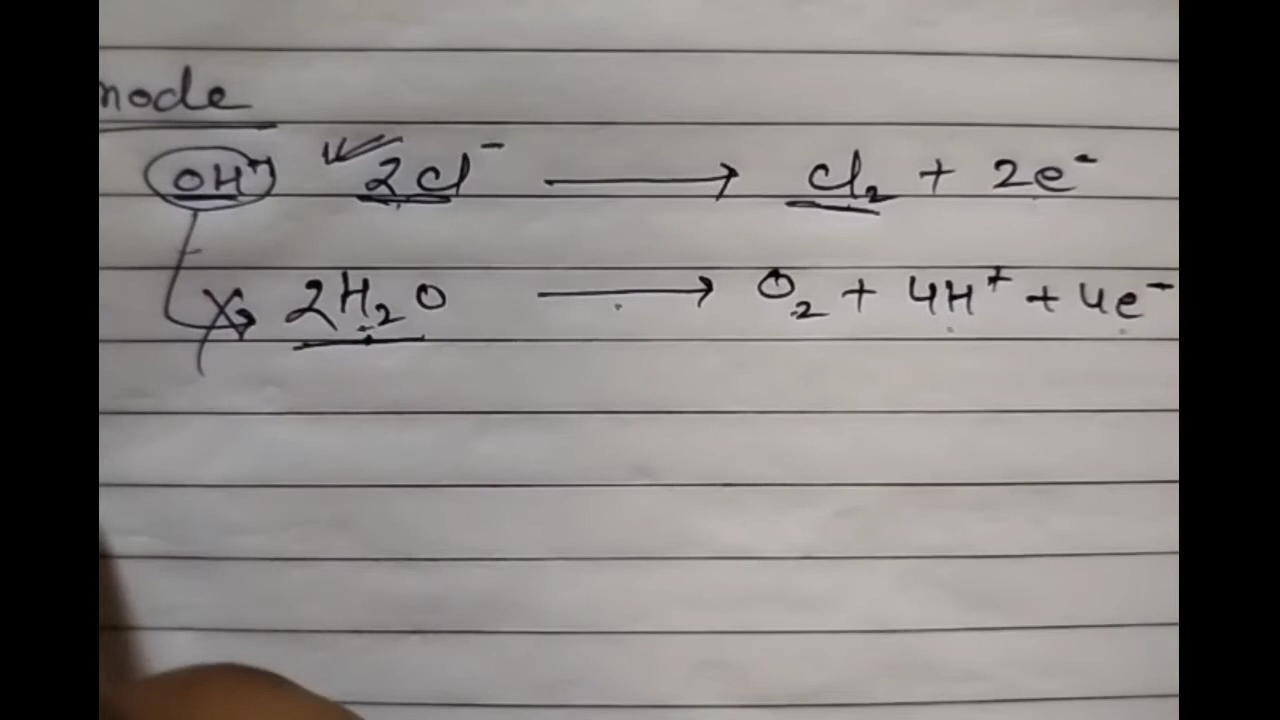 node
OH⁻ 2Cl⁻ ⟶ Cl₂ + 2e⁻
2H₂O ⟶ O₂ + 4H⁺ + 4e⁻